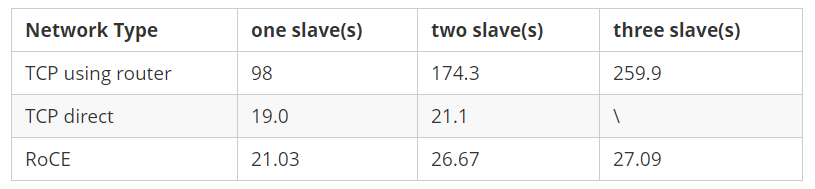 Network Type one slave(s) two slave(s) three slave(s)
TCP using router 98 174.3 259.9
TCP direct 19.0 21.1 \
RoCE 21.03 26.67 27.09